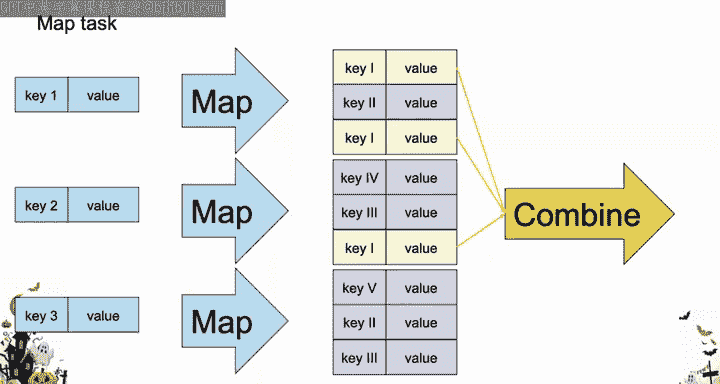 Map task
key 1 value
Map
key I value
key II value
key I value
key 2 value
Map
key IV value
key III value
key I value
Combine
key 3 value
Map
key V value
key II value
key III value